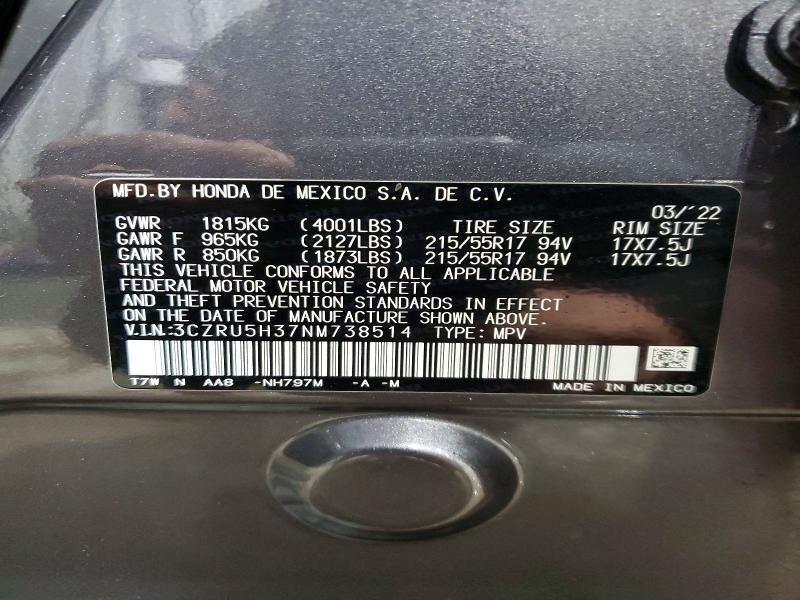 MFD.BY HONDA DE MEXICO S.A. DE C.V.
03/'22
GVWR 1815KG (4001LBS) TIRE SIZE RIM SIZE
GAWR F 965KG (2127LBS) 215/55R17 94V 17X7.5J
GAWR R 850KG (1873LBS) 215/55R17 94V 17X7.5J
THIS VEHICLE CONFORMS TO ALL APPLICABLE
FEDERAL MOTOR VEHICLE SAFETY
AND THEFT PREVENTION STANDARDS IN EFFECT
ON THE DATE OF MANUFACTURE SHOWN ABOVE.
V.I.N.:3CZRU5H37NM738514 TYPE: MPV
T7W N AA8 -NH797M -A -M MADE IN MEXICO